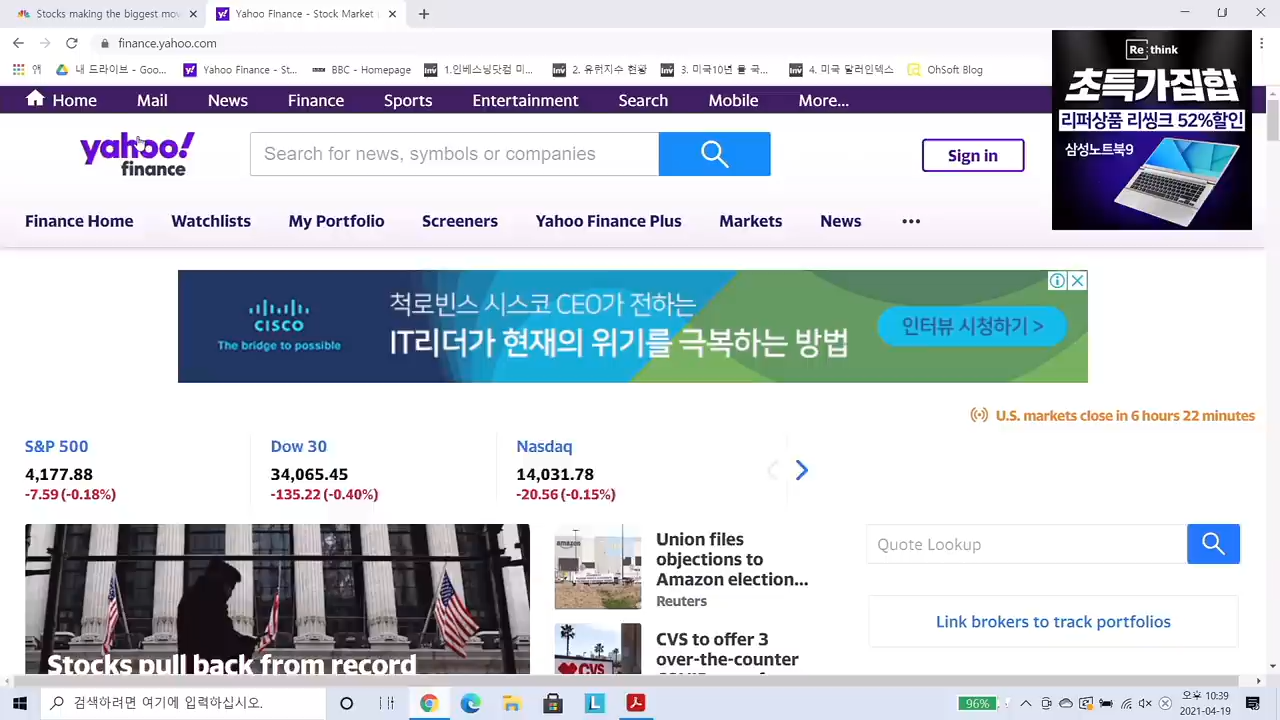 Stocks making the biggest mov
Yahoo Finance - Stock Market
finance.yahoo.com
앱
내 드라이브 - Goo...
Yahoo Finance - St...
BBC - Homepage
1.인베스팅닷컴 미...
2. 유럽지수 현황
3. 미국10년 물 국...
4. 미국 달러인덱스
OhSoft Blog
Home Mail News Finance Sports Entertainment Search Mobile More...
Re:think
초특가집합
리퍼상품 리씽크 52%할인
삼성노트북9
yahoo!
finance
Search for news, symbols or companies
Sign in
Finance Home Watchlists My Portfolio Screeners Yahoo Finance Plus Markets News
CISCO
The bridge to possible
척로빈스 시스코 CEO가 전하는
IT리더가 현재의 위기를 극복하는 방법
인터뷰 시청하기 >
U.S. markets close in 6 hours 22 minutes
S&P 500
4,177.88
-7.59 (-0.18%)
Dow 30
34,065.45
-135.22 (-0.40%)
Nasdaq
14,031.78
-20.56 (-0.15%)
Stocks pull back from record
amazon
Union files
objections to
Amazon election...
Reuters
CVS
CVS to offer 3
over-the-counter
Quote Lookup
Link brokers to track portfolios
검색하려면 여기에 입력하십시오.
96%
오후 10:39
2021-04-19